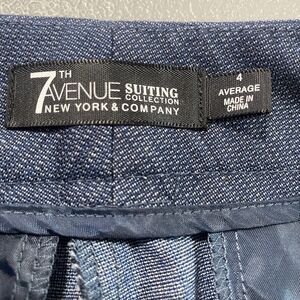 7TH
AVENUE SUITING
COLLECTION
NEW YORK & COMPANY
4
AVERAGE
MADE IN
CHINA